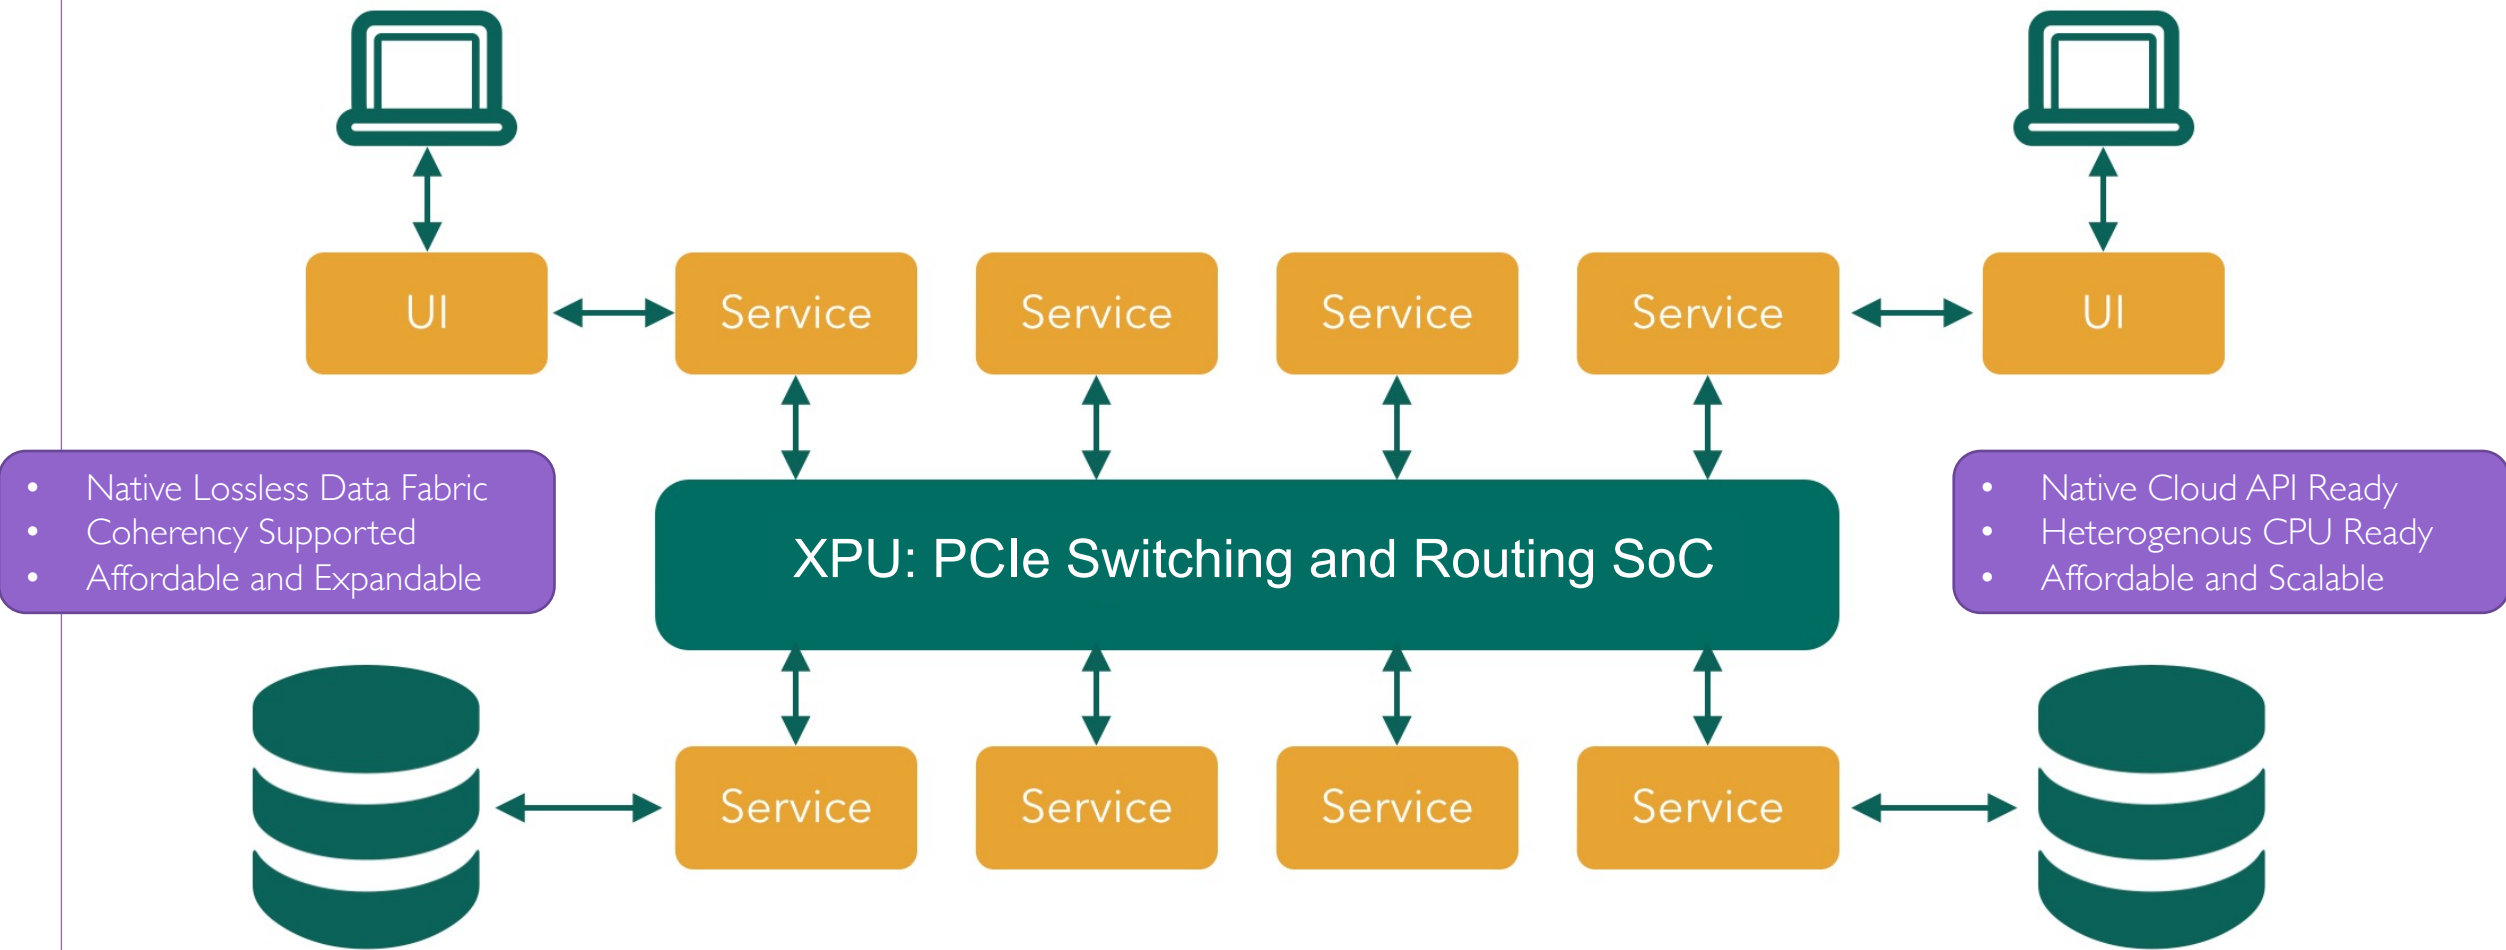 UI
Service
Service
Service
Service
UI
• Native Lossless Data Fabric
• Coherency Supported
• Affordable and Expandable
XPU: PCIe Switching and Routing SoC
• Native Cloud API Ready
• Heterogenous CPU Ready
• Affordable and Scalable
Service
Service
Service
Service